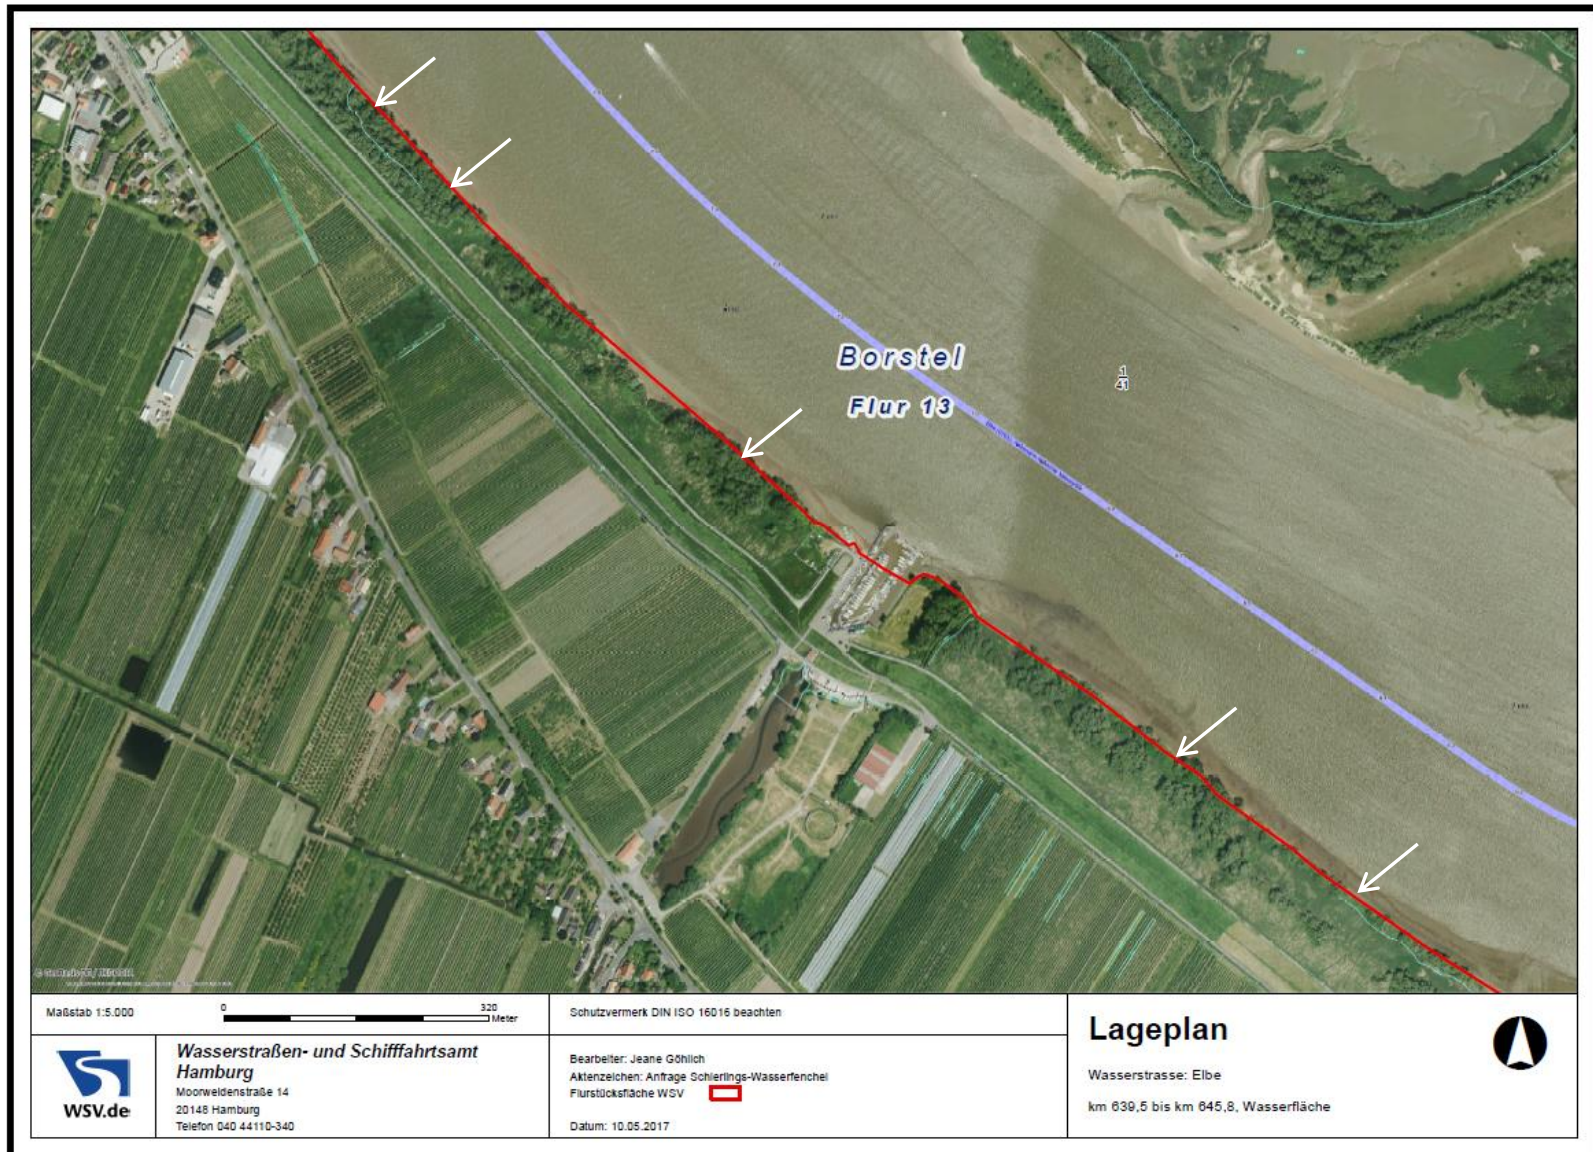 Borstel
Flur 13
1
41
Maßstab 1:5.000
0
320
Meter
Schutzvermerk DIN ISO 16016 beachten
WSV.de
Wasserstraßen- und Schifffahrtsamt
Hamburg
Moorweidenstraße 14
20148 Hamburg
Telefon 040 44110-340
Bearbeiter: Jeane Göhlich
Aktenzeichen: Anfrage Schierlings-Wasserfenchel
Flurstücksfläche WSV
Datum: 10.05.2017
Lageplan
Wasserstrasse: Elbe
km 639,5 bis km 645,8, Wasserfläche